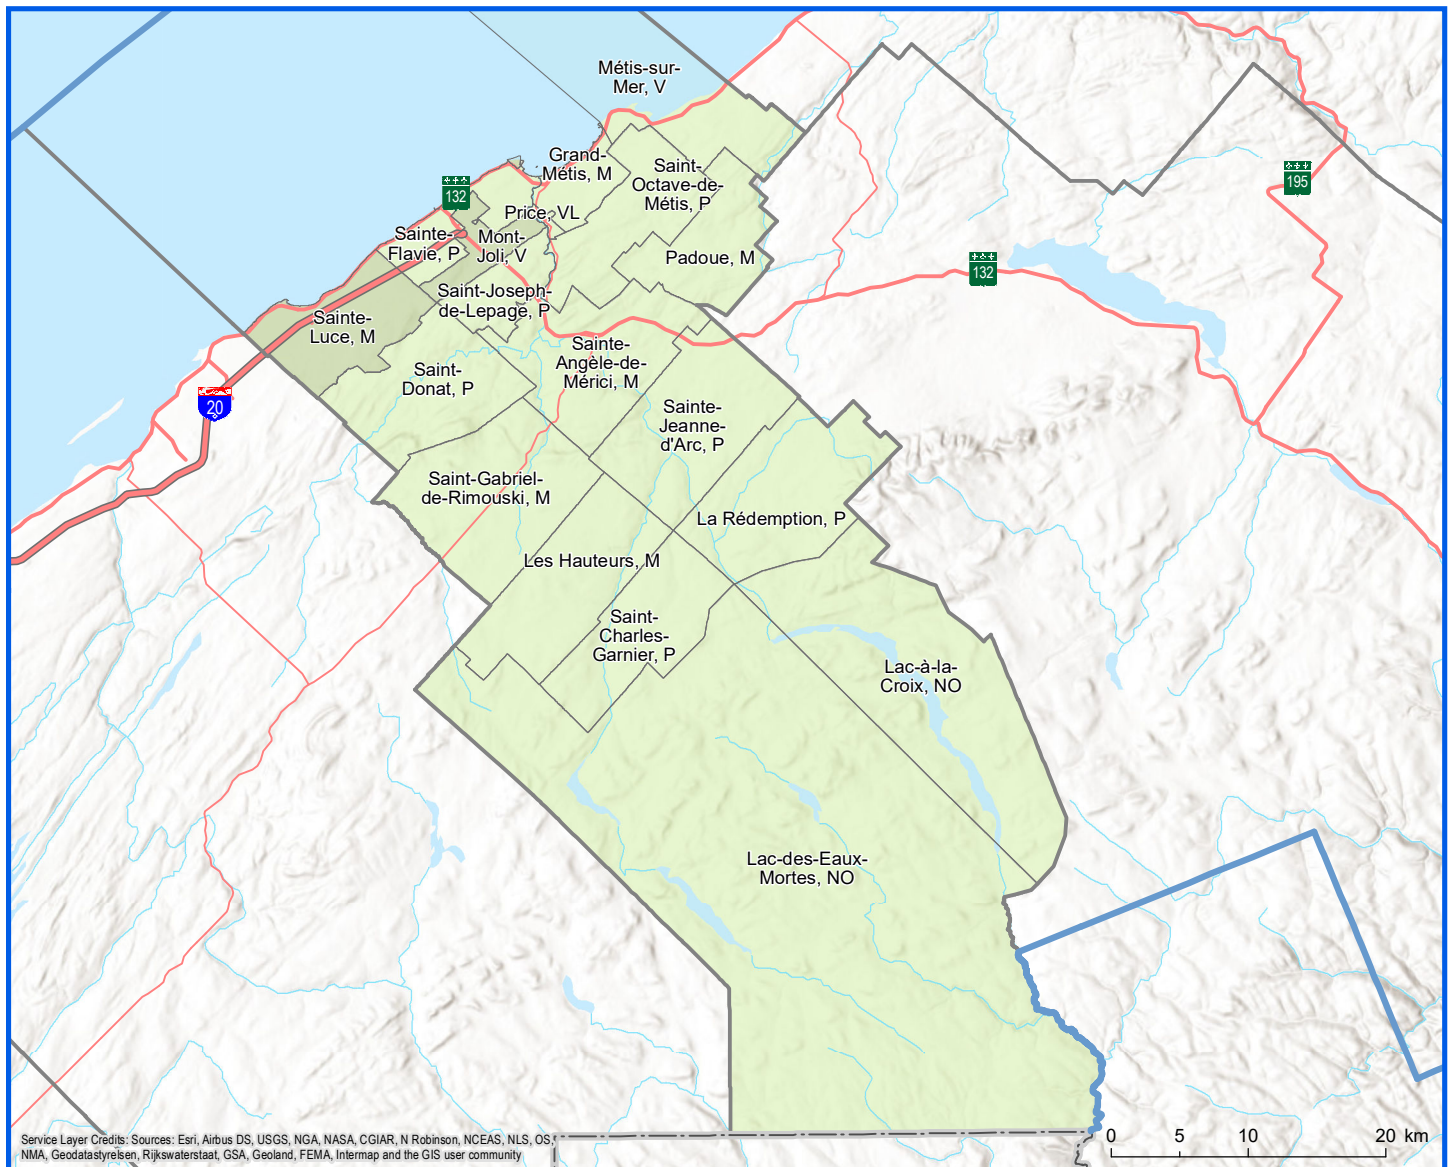 Métis-sur-
Mer, V
Grand-
Métis, M
Saint-
Octave-de-
Métis, P
132
195
Price, VL
Sainte-
Flavie, P
Mont-
Joli, V
Padoue, M
132
Saint-Joseph-
de-Lepage, P
Sainte-
Luce, M
Sainte-
Angèle-de-
Mérici, M
Saint-
Donat, P
20
Sainte-
Jeanne-
d'Arc, P
Saint-Gabriel-
de-Rimouski, M
La Rédemption, P
Les Hauteurs, M
Saint-
Charles-
Garnier, P
Lac-à-la-
Croix, NO
Lac-des-Eaux-
Mortes, NO
0 5 10 20 km
Service Layer Credits: Sources: Esri, Airbus DS, USGS, NGA, NASA, CGIAR, N Robinson, NCEAS, NLS, OS,
NMA, Geodatastyrelsen, Rijkswaterstaat, GSA, Geoland, FEMA, Intermap and the GIS user community